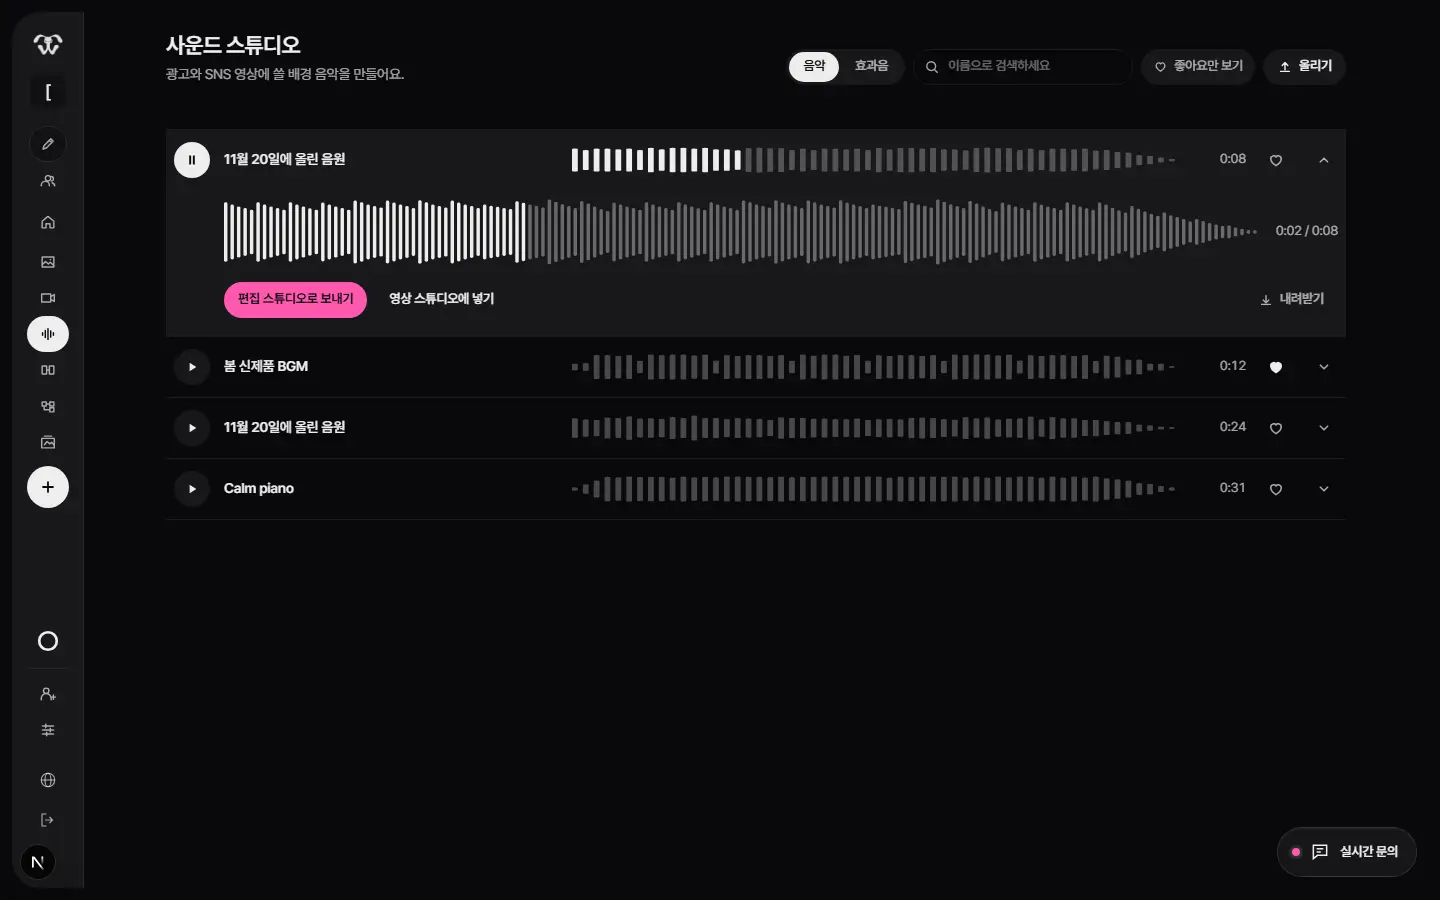 사운드 스튜디오
광고와 SNS 영상에 쓸 배경 음악을 만들어요.
음악
효과음
이름으로 검색하세요
좋아요만 보기
올리기
[
11월 20일에 올린 음원
0:08
0:02 / 0:08
편집 스튜디오로 보내기
영상 스튜디오에 넣기
내려받기
봄 신제품 BGM
0:12
11월 20일에 올린 음원
0:24
Calm piano
0:31
N
실시간 문의